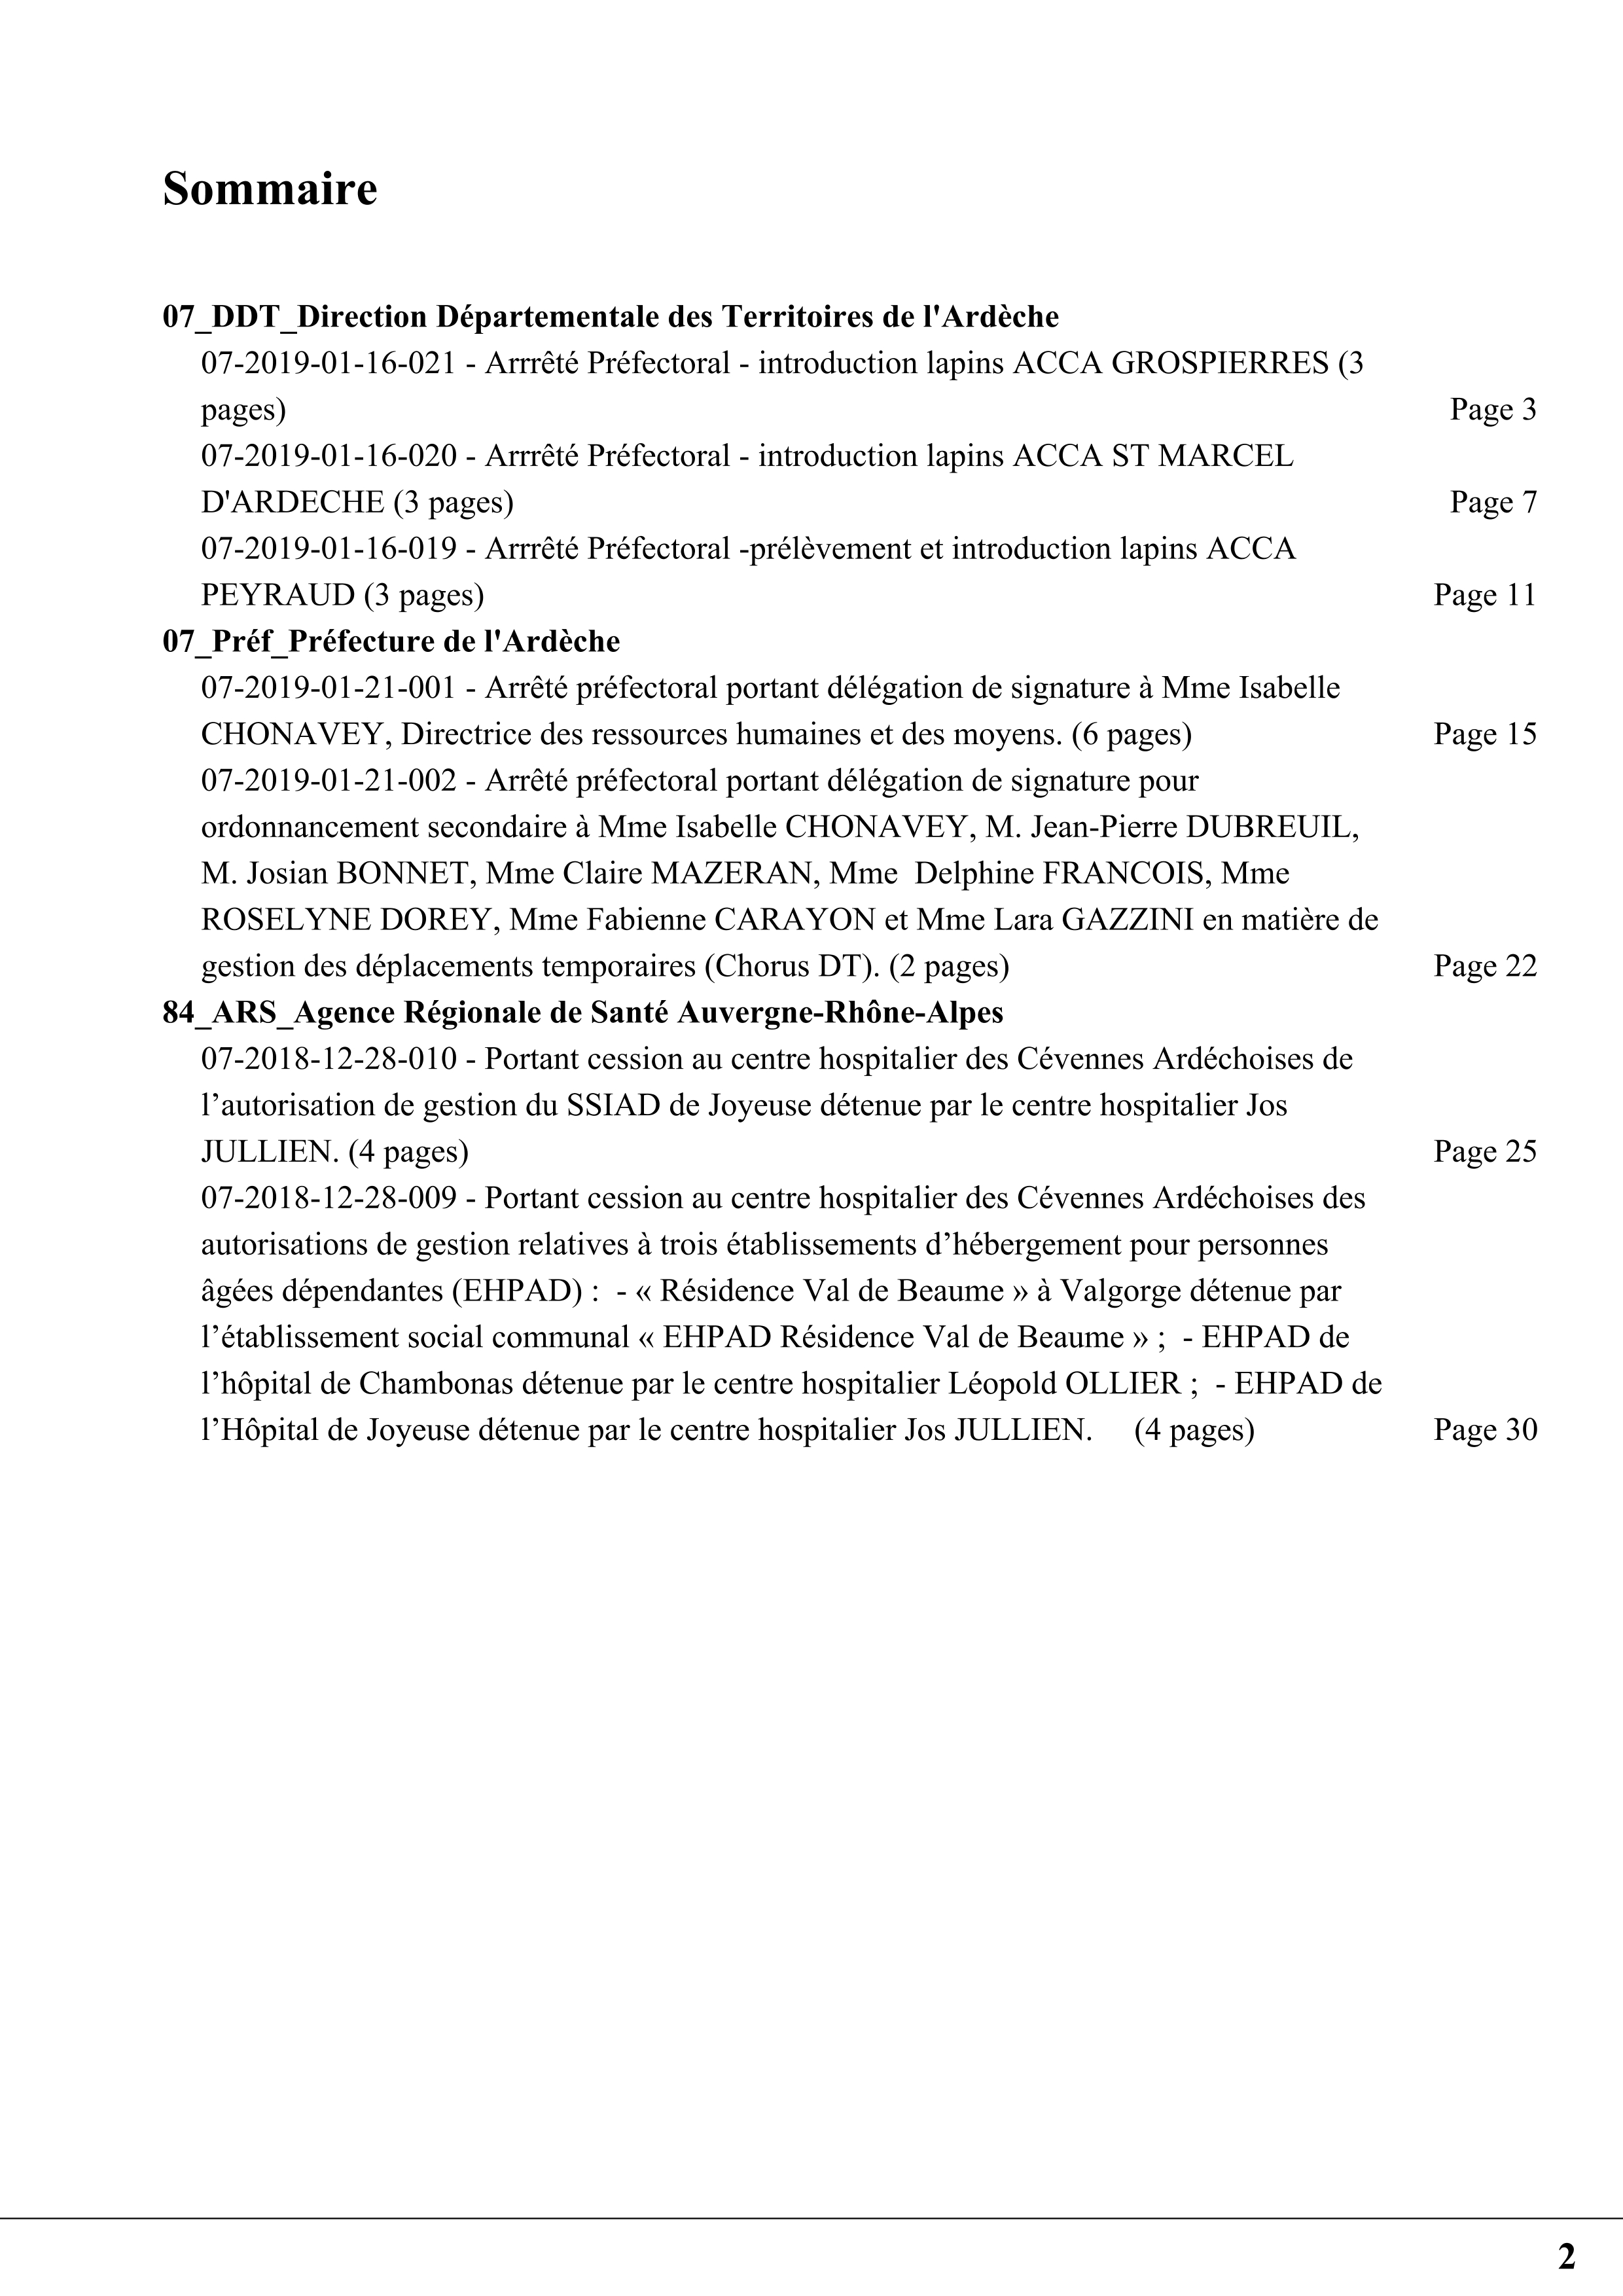 Sommaire
07_DDT_Direction Départementale des Territoires de l'Ardèche
07-2019-01-16-021 - Arrrêté Préfectoral - introduction lapins ACCA GROSPIERRES (3
pages) Page 3
07-2019-01-16-020 - Arrrêté Préfectoral - introduction lapins ACCA ST MARCEL
D'ARDECHE (3 pages) Page 7
07-2019-01-16-019 - Arrrêté Préfectoral -prélèvement et introduction lapins ACCA
PEYRAUD (3 pages) Page 11
07_Préf_Préfecture de l'Ardèche
07-2019-01-21-001 - Arrêté préfectoral portant délégation de signature à Mme Isabelle
CHONAVEY, Directrice des ressources humaines et des moyens. (6 pages) Page 15
07-2019-01-21-002 - Arrêté préfectoral portant délégation de signature pour
ordonnancement secondaire à Mme Isabelle CHONAVEY, M. Jean-Pierre DUBREUIL,
M. Josian BONNET, Mme Claire MAZERAN, Mme  Delphine FRANCOIS, Mme
ROSELYNE DOREY, Mme Fabienne CARAYON et Mme Lara GAZZINI en matière de
gestion des déplacements temporaires (Chorus DT). (2 pages) Page 22
84_ARS_Agence Régionale de Santé Auvergne-Rhône-Alpes
07-2018-12-28-010 - Portant cession au centre hospitalier des Cévennes Ardéchoises de
l’autorisation de gestion du SSIAD de Joyeuse détenue par le centre hospitalier Jos
JULLIEN. (4 pages) Page 25
07-2018-12-28-009 - Portant cession au centre hospitalier des Cévennes Ardéchoises des
autorisations de gestion relatives à trois établissements d’hébergement pour personnes
âgées dépendantes (EHPAD) :  - « Résidence Val de Beaume » à Valgorge détenue par
l’établissement social communal « EHPAD Résidence Val de Beaume » ;  - EHPAD de
l’hôpital de Chambonas détenue par le centre hospitalier Léopold OLLIER ;  - EHPAD de
l’Hôpital de Joyeuse détenue par le centre hospitalier Jos JULLIEN.    (4 pages) Page 30
2